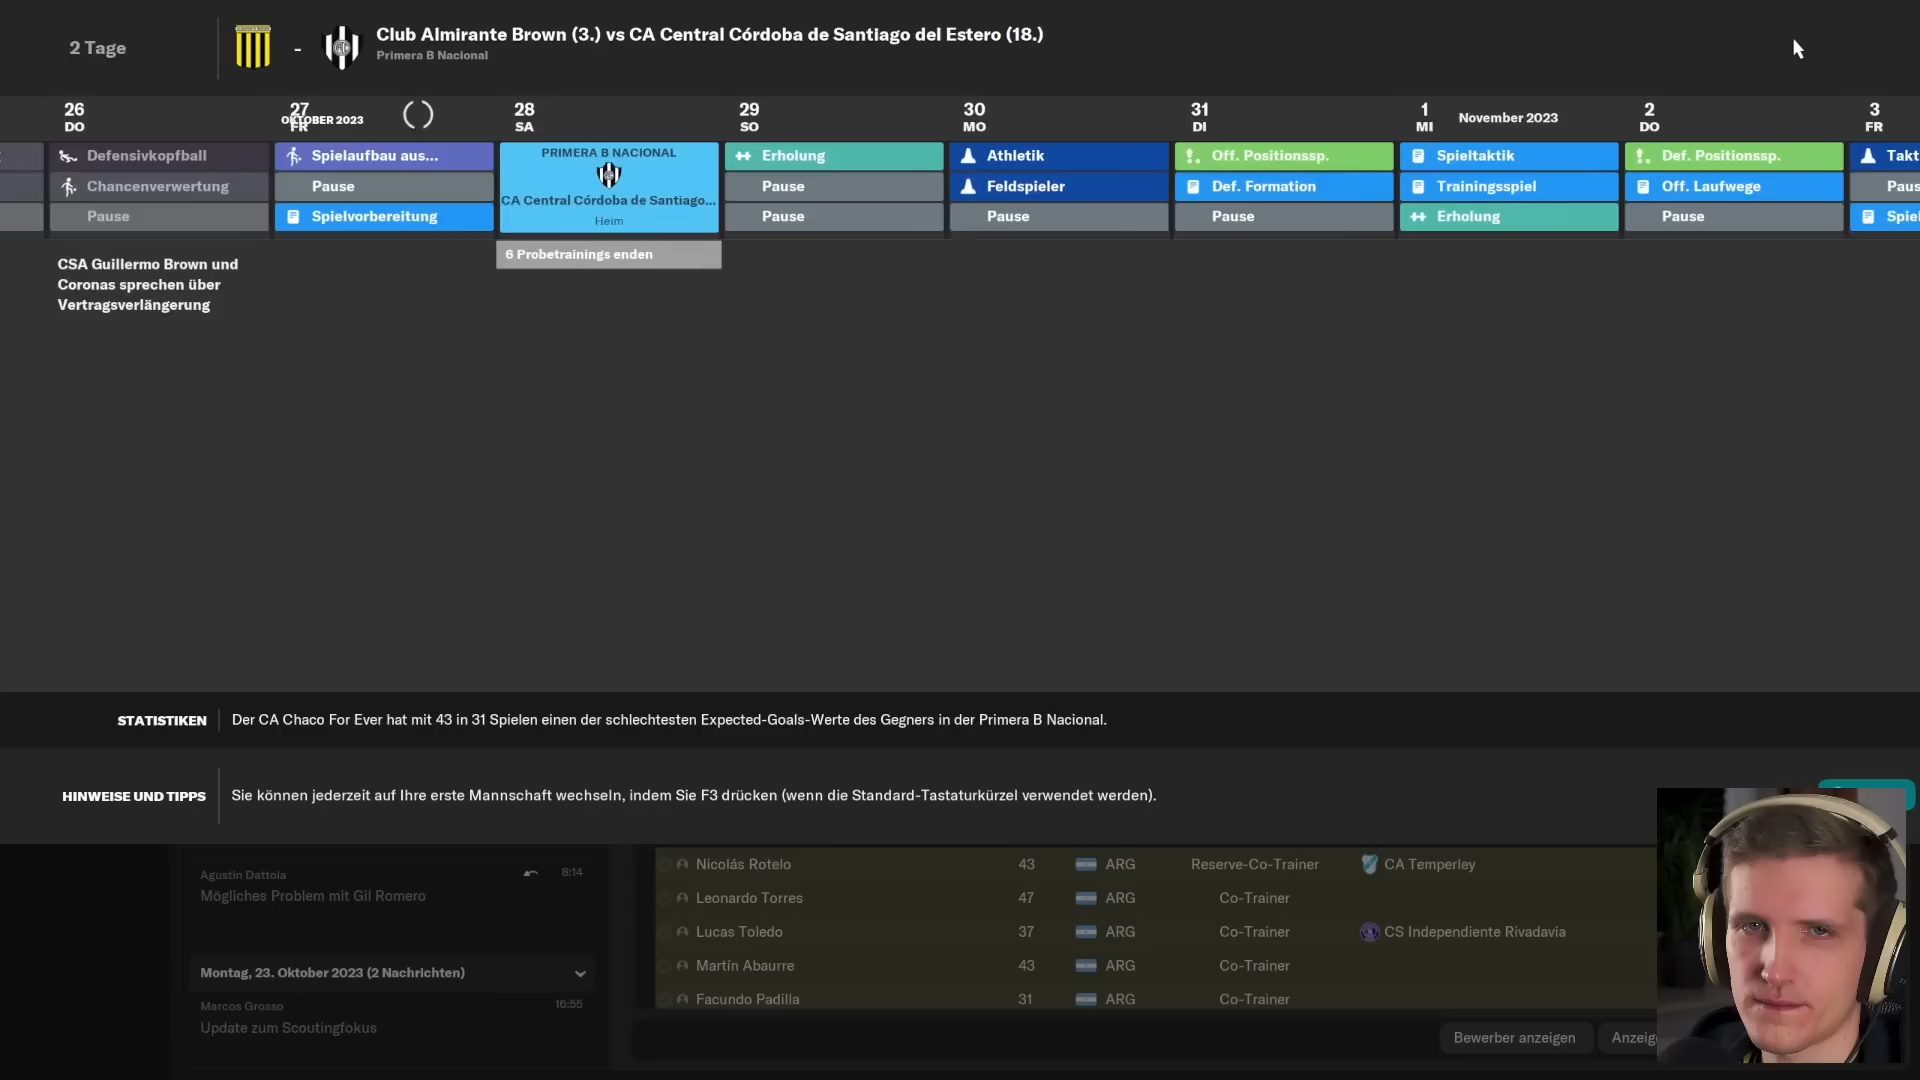 2 Tage
Club Almirante Brown (3.) vs CA Central Córdoba de Santiago del Estero (18.)
Primera B Nacional
26
DO
27
FR
OKTOBER 2023
28
SA
29
SO
30
MO
31
DI
1
MI
November 2023
2
DO
3
FR
Defensivkopfball
Chancenverwertung
Pause
Spielaufbau aus...
Pause
Spielvorbereitung
PRIMERA B NACIONAL
CA Central Córdoba de Santiago...
Heim
6 Probetrainings enden
Erholung
Pause
Pause
Athletik
Feldspieler
Pause
Off. Positionssp.
Def. Formation
Pause
Spieltaktik
Trainingsspiel
Erholung
Def. Positionssp.
Off. Laufwege
Pause
Takt
Paus
Spiel
CSA Guillermo Brown und
Coronas sprechen über
Vertragsverlängerung
STATISTIKEN
Der CA Chaco For Ever hat mit 43 in 31 Spielen einen der schlechtesten Expected-Goals-Werte des Gegners in der Primera B Nacional.
HINWEISE UND TIPPS
Sie können jederzeit auf Ihre erste Mannschaft wechseln, indem Sie F3 drücken (wenn die Standard-Tastaturkürzel verwendet werden).
Agustín Dattola
8:14
Mögliches Problem mit Gil Romero
Montag, 23. Oktober 2023 (2 Nachrichten)
Marcos Grosso
16:55
Update zum Scoutingfokus
Nicolás Rotelo 43 ARG Reserve-Co-Trainer CA Temperley
Leonardo Torres 47 ARG Co-Trainer
Lucas Toledo 37 ARG Co-Trainer CS Independiente Rivadavia
Martín Abaurre 43 ARG Co-Trainer
Facundo Padilla 31 ARG Co-Trainer
Bewerber anzeigen
Anzeig